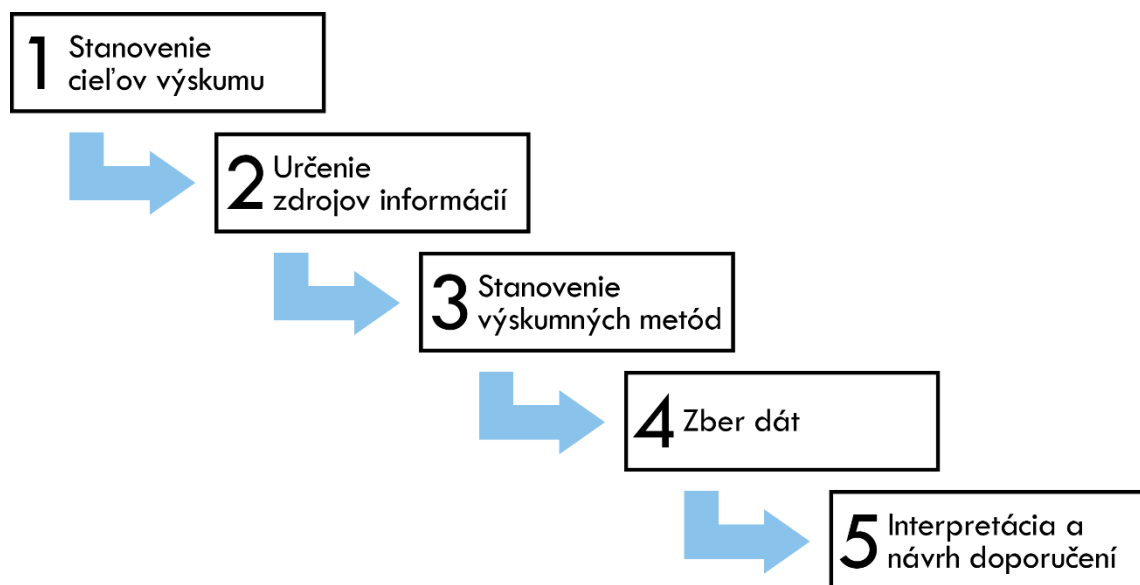 1 Stanovenie
cieľov výskumu
2 Určenie
zdrojov informácií
3 Stanovenie
výskumných metód
4 Zber dát
5 Interpretácia a
návrh doporučení